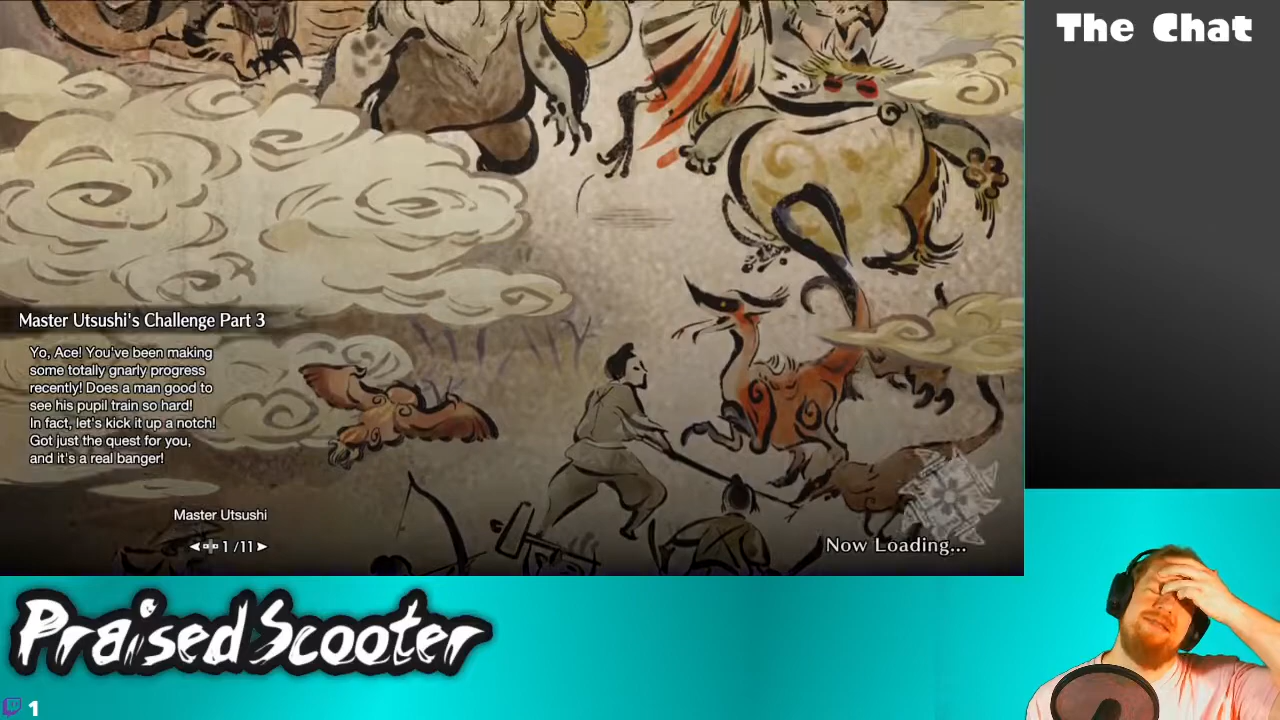 The Chat
Master Utsushi's Challenge Part 3
Yo, Ace! You've been making
some totally gnarly progress
recently! Does a man good to
see his pupil train so hard!
In fact, let's kick it up a notch!
Got just the quest for you,
and it's a real banger!
Master Utsushi
1 /11
Now Loading...
Praised Scooter
1